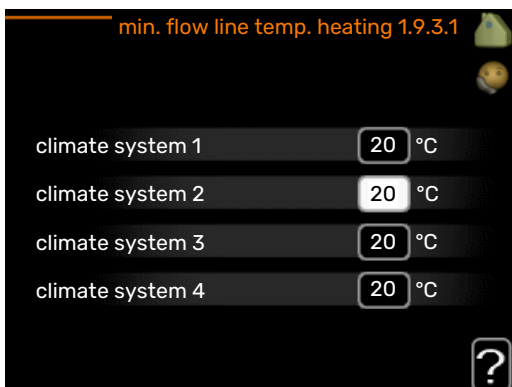 min. flow line temp. heating 1.9.3.1
climate system 1 20 °C
climate system 2 20 °C
climate system 3 20 °C
climate system 4 20 °C
?